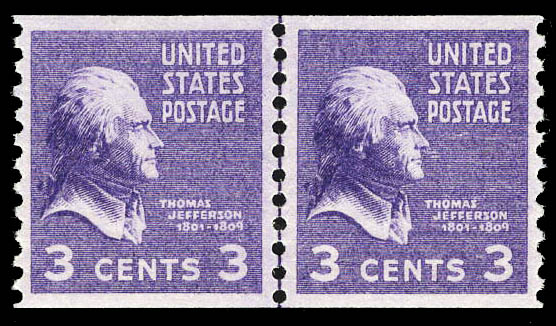 UNITED
STATES
POSTAGE
THOMAS
JEFFERSON
1801-1809
3 CENTS 3
UNITED
STATES
POSTAGE
THOMAS
JEFFERSON
1801-1809
3 CENTS 3